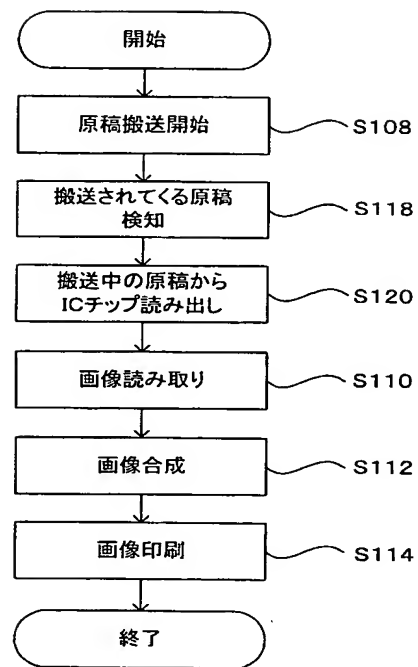 開始
原稿搬送開始
S108
搬送されてくる原稿
検知
S118
搬送中の原稿から
ICチップ読み出し
S120
画像読み取り
S110
画像合成
S112
画像印刷
S114
終了